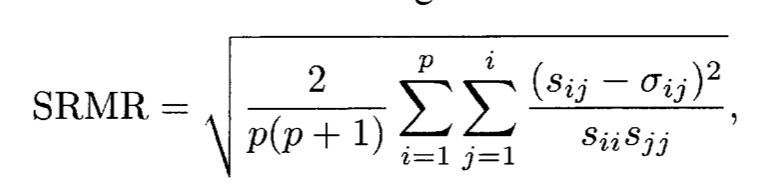 SRMR = \sqrt{\frac{2}{p(p+1)} \sum_{i=1}^{p} \sum_{j=1}^{i} \frac{(s_{ij} - \sigma_{ij})^2}{s_{ii}s_{jj}}},